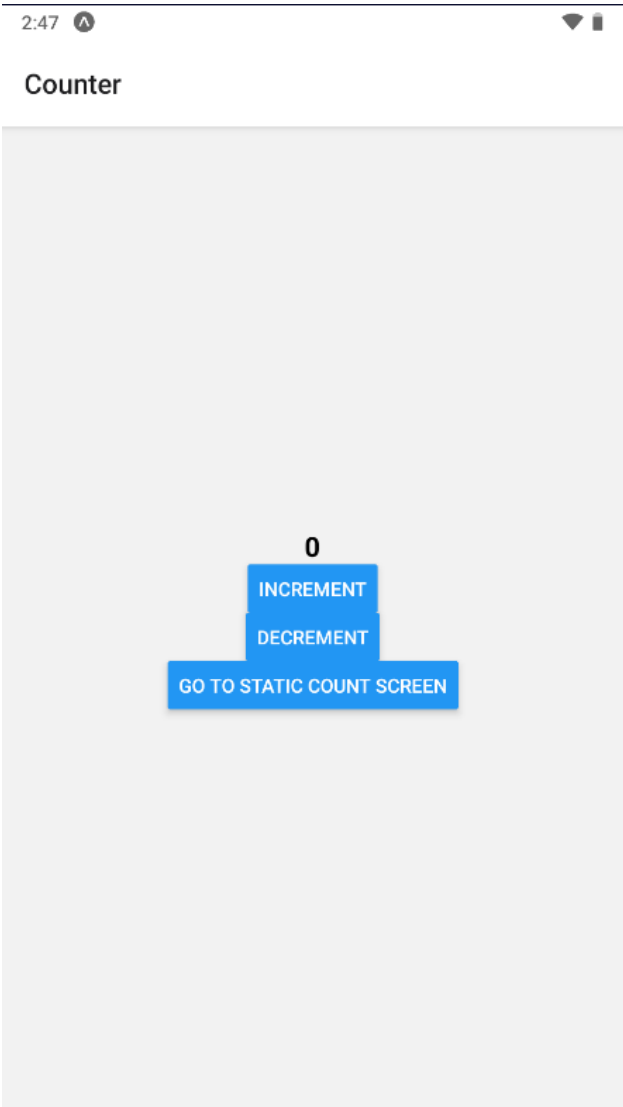 2:47
Counter
0
INCREMENT
DECREMENT
GO TO STATIC COUNT SCREEN